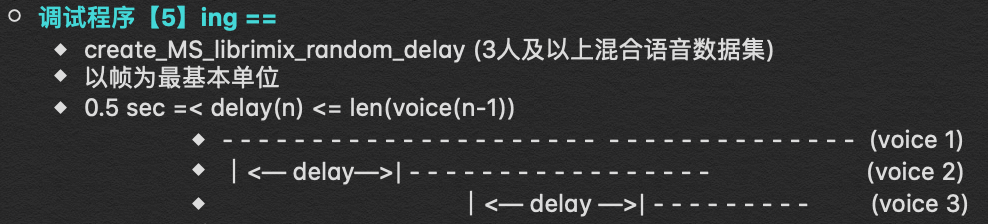 调试程序【5】ing ==
create_MS_librimix_random_delay (3人及以上混合语音数据集)
以帧为最基本单位
0.5 sec =< delay(n) <= len(voice(n-1))
- - - - - - - - - - - - - - - - - - - - - - - - - - - - - - - - - - - - (voice 1)
| <— delay—>| - - - - - - - - - - - - - - - - - (voice 2)
| <— delay —>| - - - - - - - - - (voice 3)